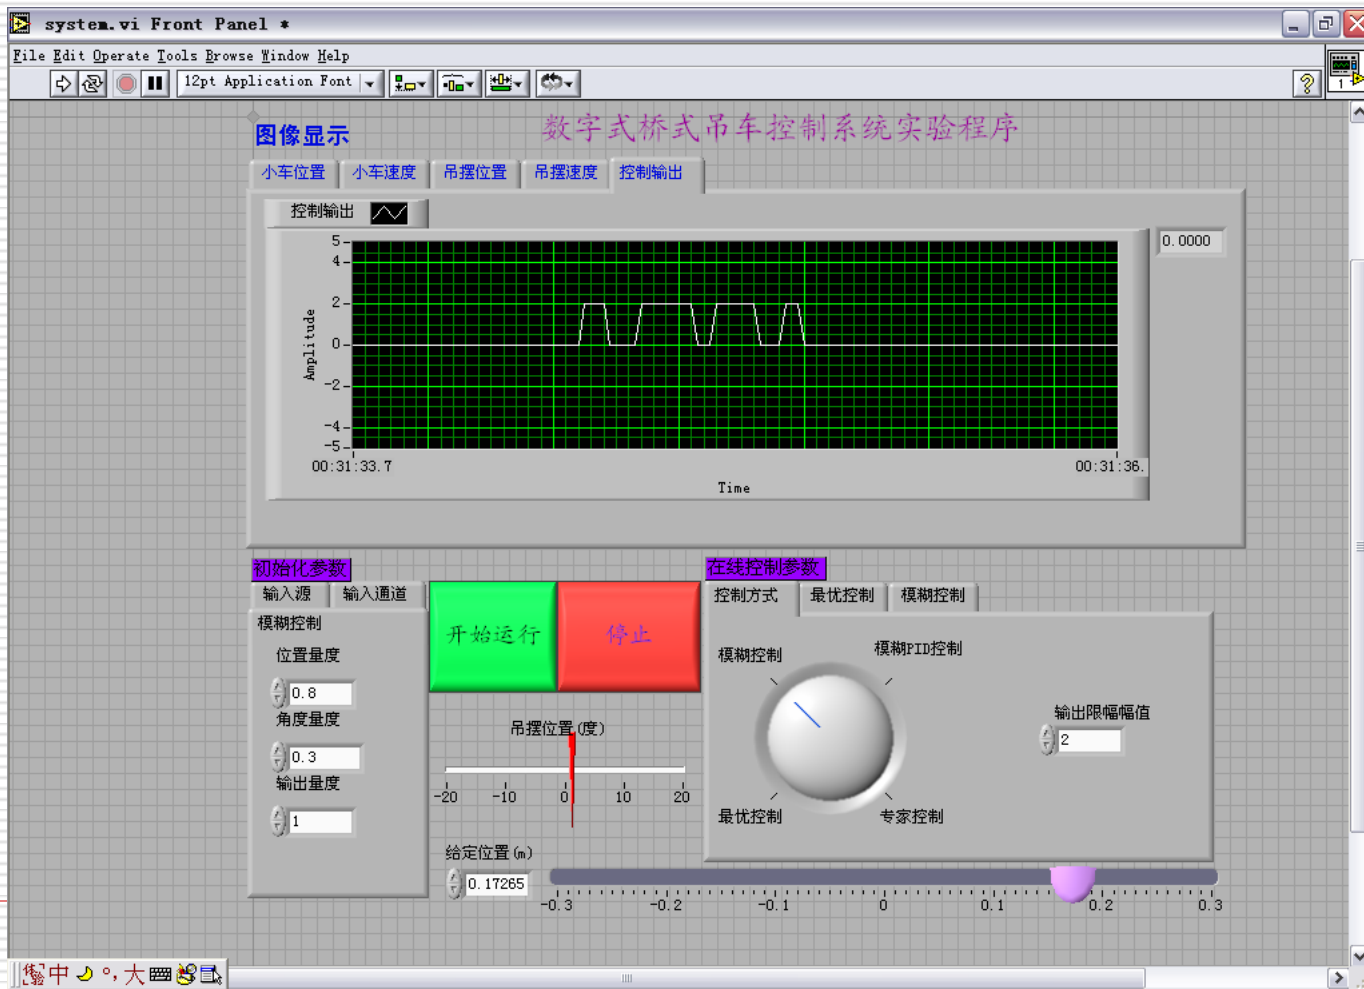 system.vi Front Panel *
File Edit Operate Tools Browse Window Help
12pt Application Font
?
1
图像显示
数字式桥式吊车控制系统实验程序
小车位置 小车速度 吊摆位置 吊摆速度 控制输出
控制输出
0.0000
5
4
2
0
-2
-4
-5
Amplitude
00:31:33.7 00:31:36.
Time
初始化参数
输入源 输入通道
模糊控制
位置量度
0.8
角度量度
0.3
输出量度
1
开始运行 停止
吊摆位置(度)
-20 -10 0 10 20
给定位置(m)
0.17265
-0.3 -0.2 -0.1 0 0.1 0.2 0.3
在线控制参数
控制方式 最优控制 模糊控制
模糊控制 模糊PID控制
最优控制 专家控制
输出限幅幅值
2
中 °, 大